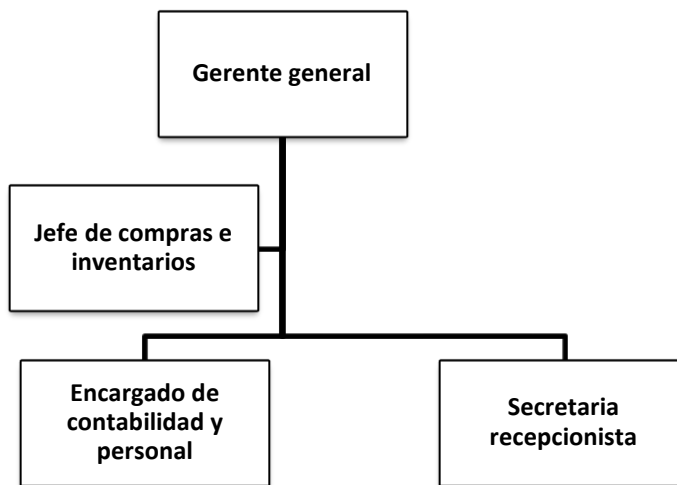 Gerente general
Jefe de compras e
inventarios
Encargado de
contabilidad y
personal
Secretaria
recepcionista